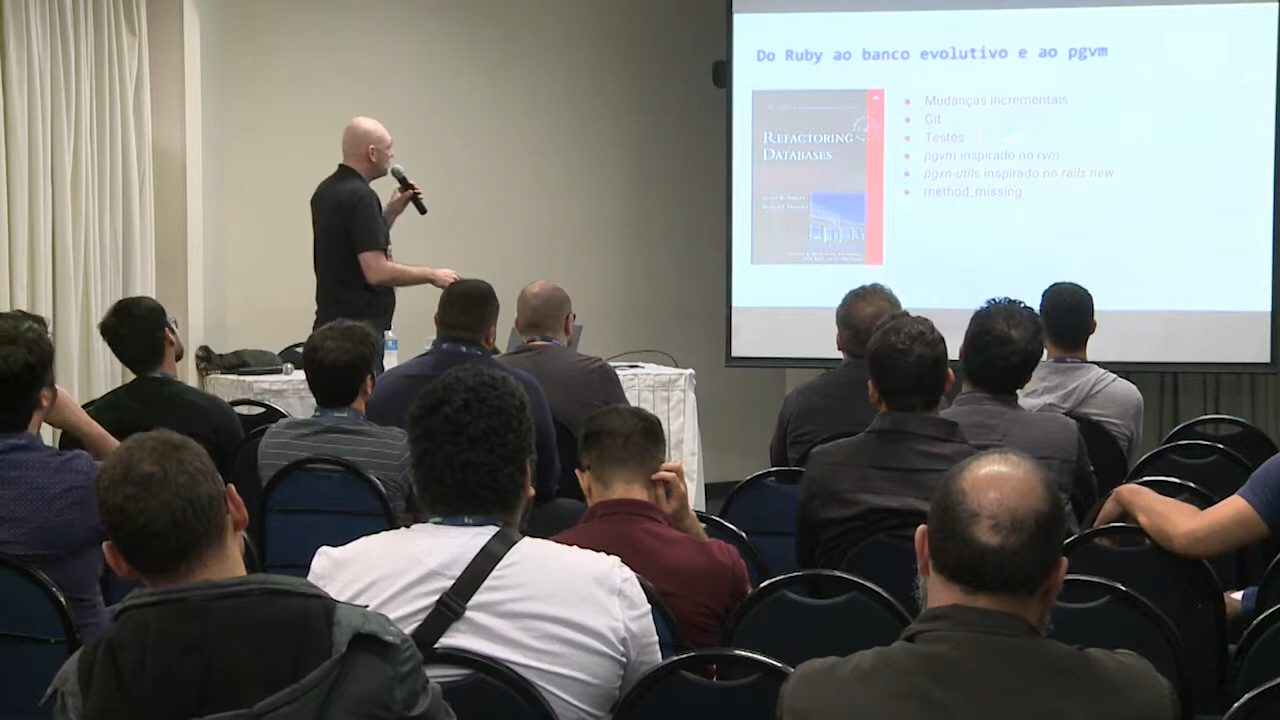 Do Ruby ao banco evolutivo e ao pgvm
REFACTORING
DATABASES
● Mudanças incrementais
● Git
● Testes
● pgvm inspirado no rvm
● pgxn-utils inspirado no rails new
● method_missing